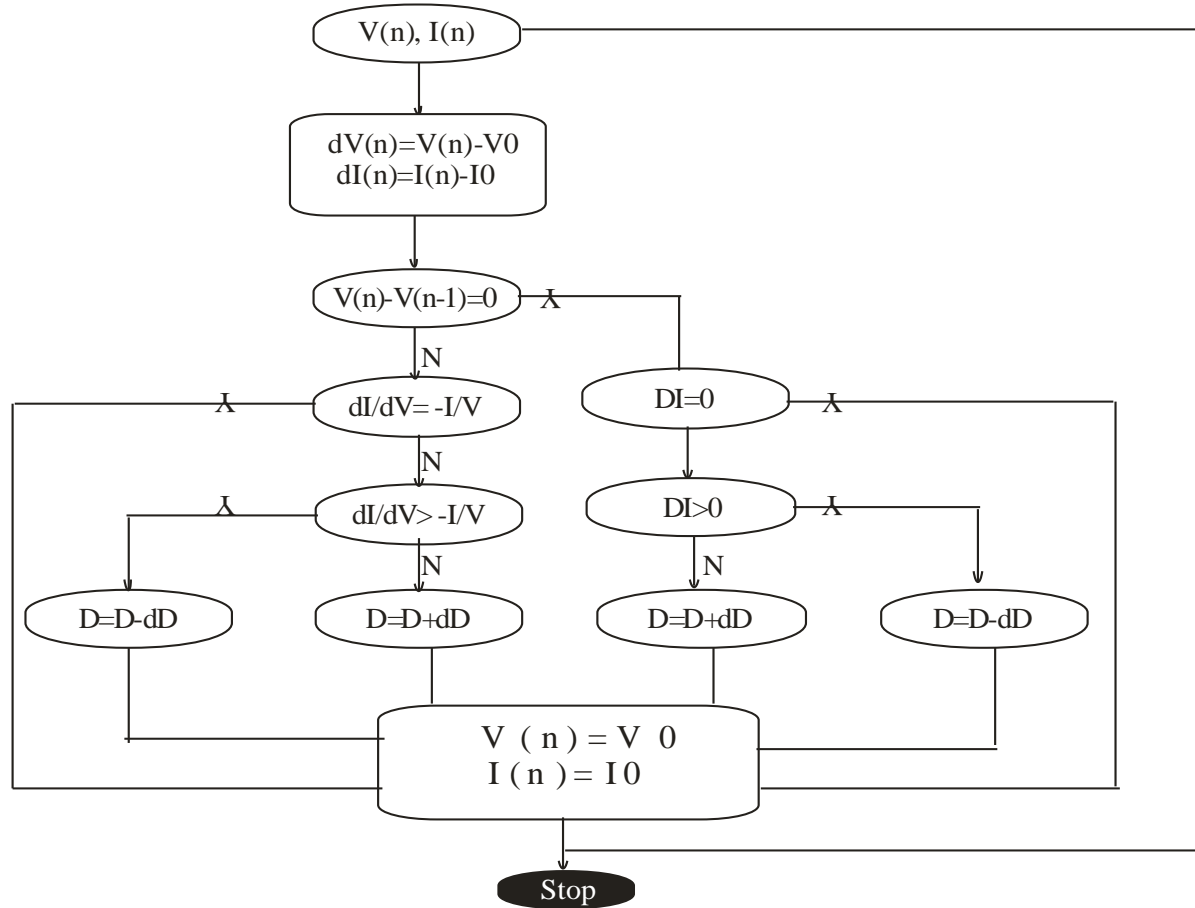 V(n), I(n)
dV(n)=V(n)-V0
dI(n)=I(n)-I0
V(n)-V(n-1)=0
Y
N
dI/dV= -I/V
Y
DI=0
Y
N
dI/dV> -I/V
Y
DI>0
Y
N
N
D=D-dD
D=D+dD
D=D+dD
D=D-dD
V (n)=V 0
I(n)=I0
Stop